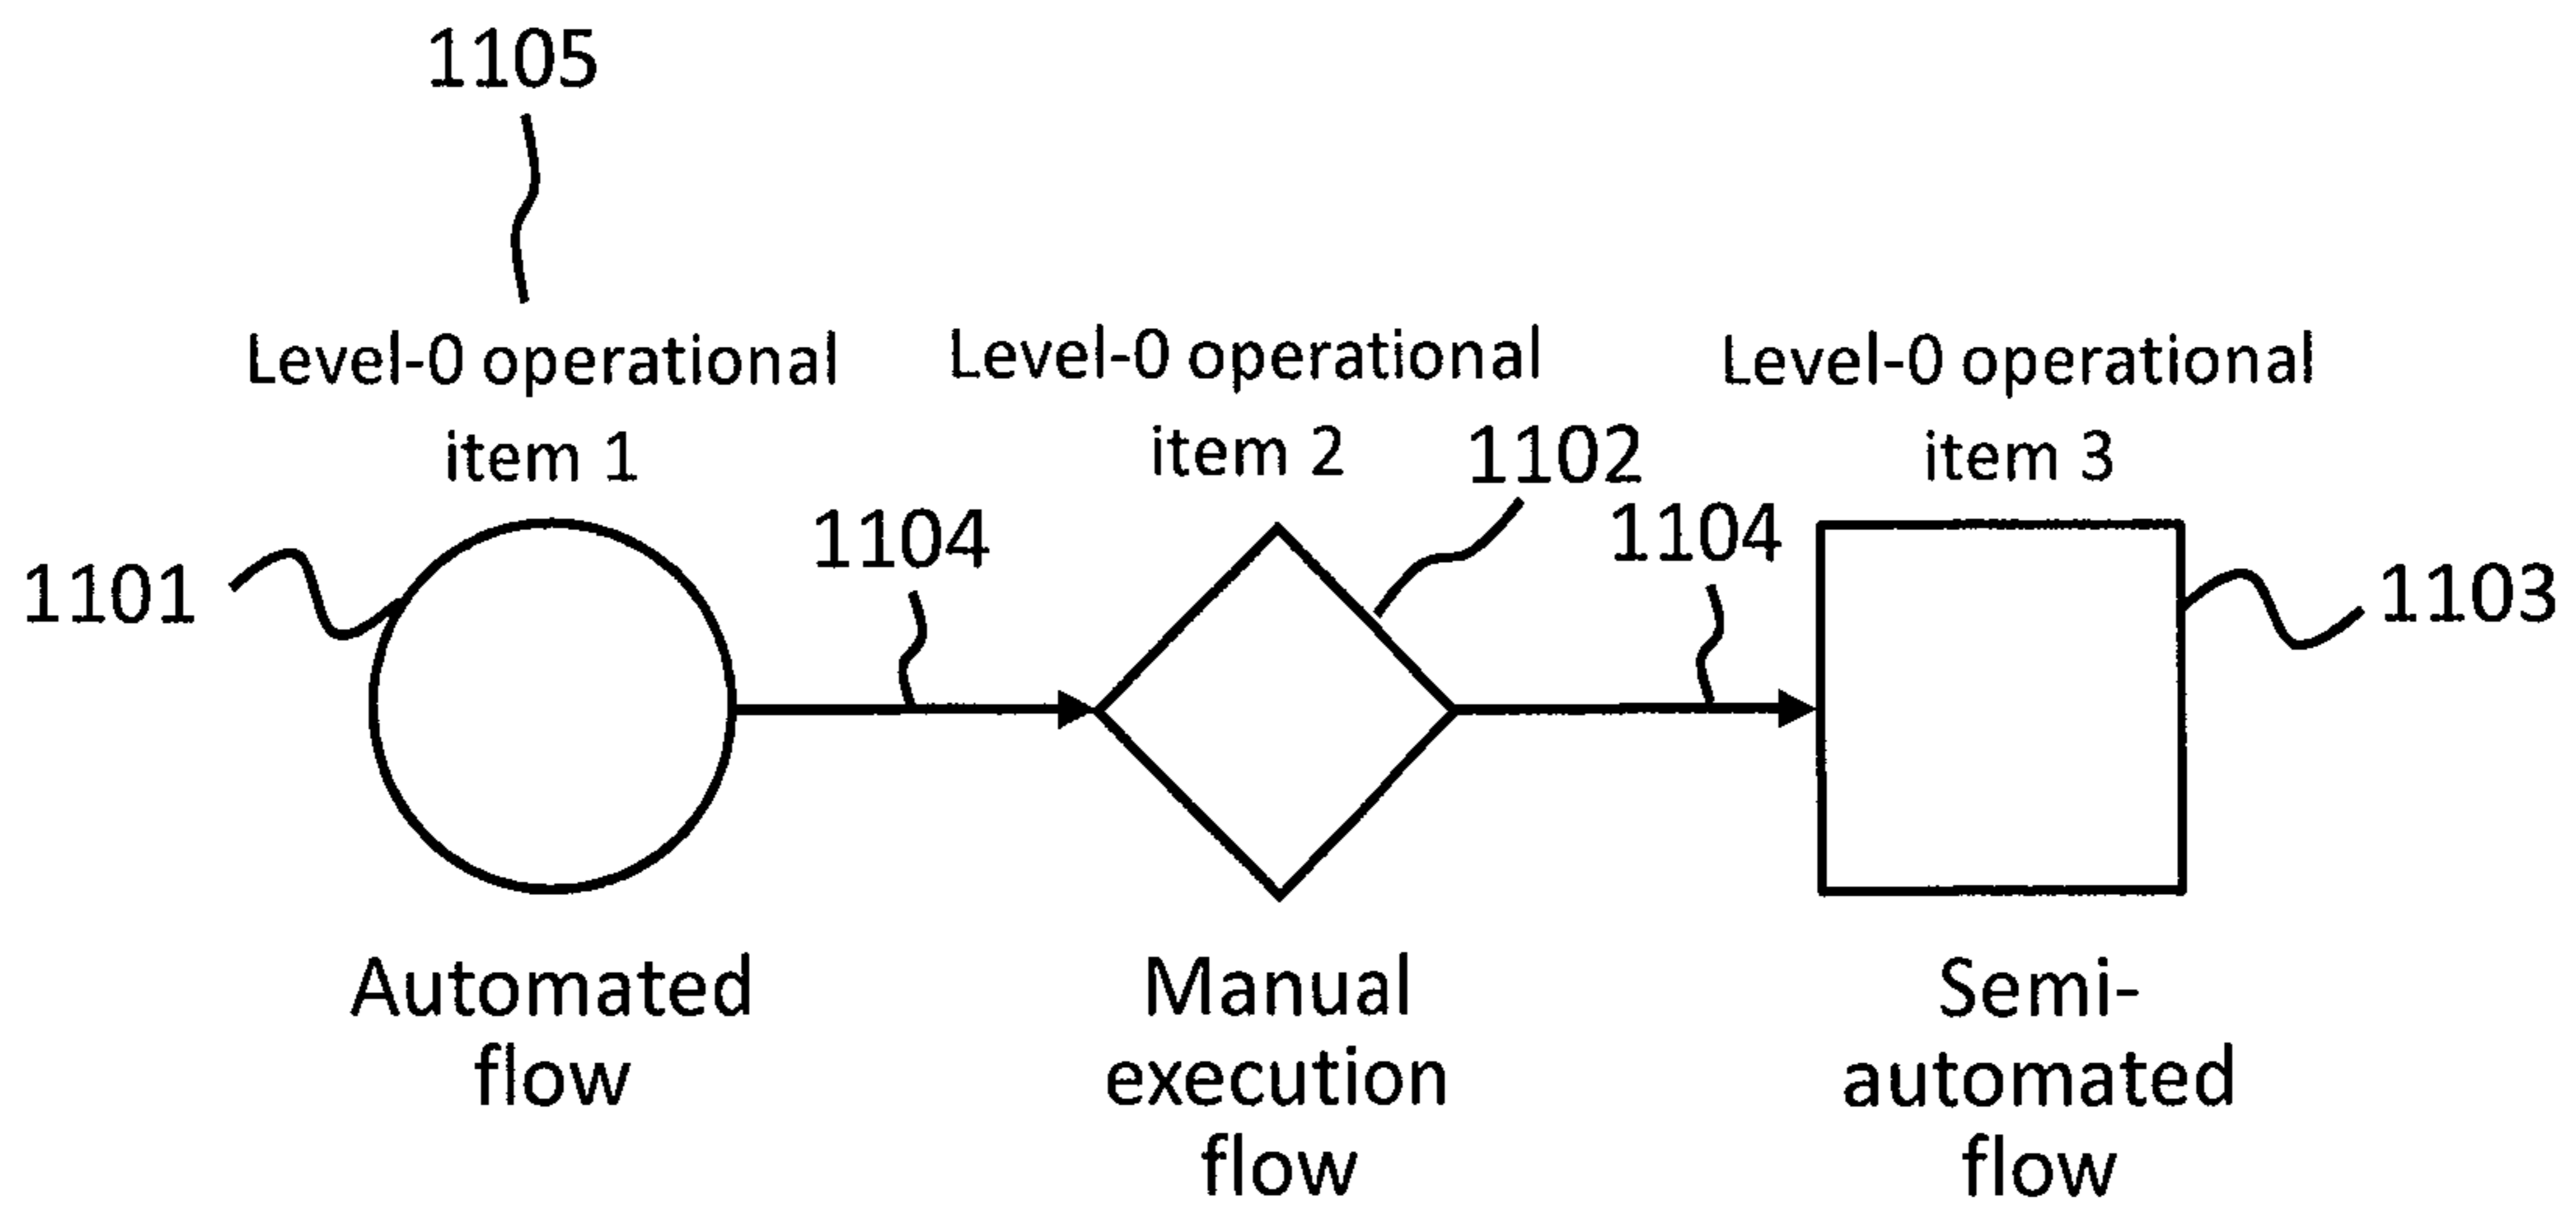 1105
Level-0 operational
item 1
Level-0 operational
item 2
Level-0 operational
item 3
1101
1104
1102
1104
1103
Automated
flow
Manual
execution
flow
Semi-
automated
flow